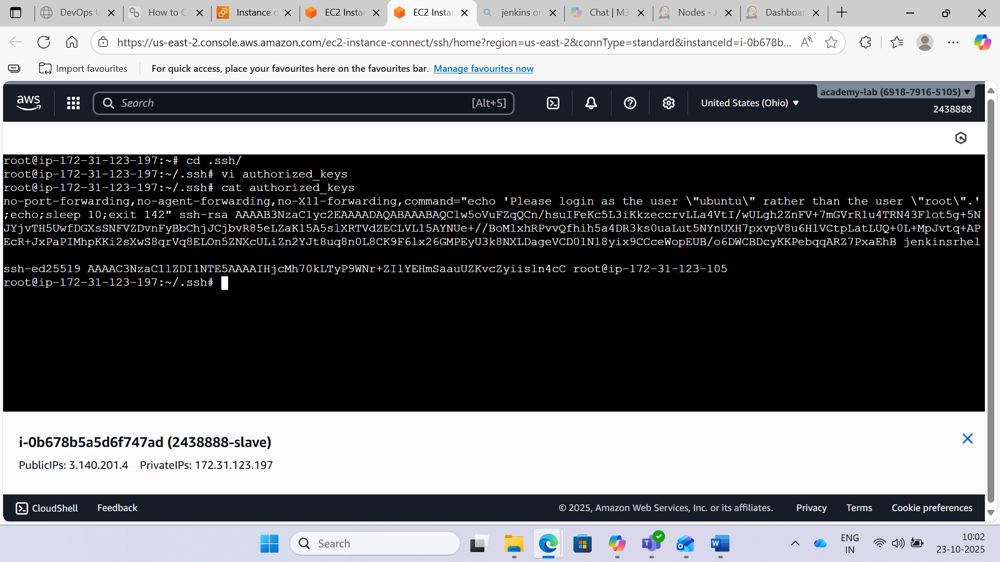 DevOps U
How to Co
Instance c
EC2 Instar
EC2 Instar
jenkins or
Chat | M3
Nodes - J
Dashboar
https://us-east-2.console.aws.amazon.com/ec2-instance-connect/ssh/home?region=us-east-2&connType=standard&instanceId=i-0b678b...
Import favourites
For quick access, place your favourites here on the favourites bar. Manage favourites now
aws
Search [Alt+S]
United States (Ohio)
academy-lab (6918-7916-5105)
2438888
root@ip-172-31-123-197:~# cd .ssh/
root@ip-172-31-123-197:~/.ssh# vi authorized_keys
root@ip-172-31-123-197:~/.ssh# cat authorized_keys
no-port-forwarding,no-agent-forwarding,no-X11-forwarding,command="echo 'Please login as the user \"ubuntu\" rather than the user \"root\".'
;echo;sleep 10;exit 142" ssh-rsa AAAAB3NzaC1yc2EAAAADAQABAAABAQClw5oVuFZqQCn/hsuIFeKc5L3iKkzeccrvLLa4VtI/wULgh2ZnFV+7mGVrR1u4TRN43Flot5g+5N
JYjvTH5UwfDGXsSNFVZDvnFyBbChjJCjbvR85eLZaK15A5slXRTVdZECLVL15AYNUe+//BoMlxhRPvvQfhih5a4DR3ks0uaLut5NYnUXH7pxvpV8u6H1VCtpLatLUQ+0L+MpJvtq+AP
EcR+JxPaPIMhpKKi2sXwS8qrVq8ELOn5ZNXcULiZn2YJt8uq8n0L8CK9F6lx26GMPEyU3k8NXLDageVCD01Nl8yix9CCceWopEUB/o6DWCBDcyKKPebqqARZ7PxaEhB jenkinsrhel
ssh-ed25519 AAAAC3NzaC1lZDI1NTE5AAAAIHjcMh70kLTyP9WNr+ZIlYEHmSaauUZKvcZyiisln4cC root@ip-172-31-123-105
root@ip-172-31-123-197:~/.ssh#
i-0b678b5a5d6f747ad (2438888-slave)
PublicIPs: 3.140.201.4 PrivateIPs: 172.31.123.197
CloudShell Feedback © 2025, Amazon Web Services, Inc. or its affiliates. Privacy Terms Cookie preferences
Search
ENG
IN
10:02
23-10-2025